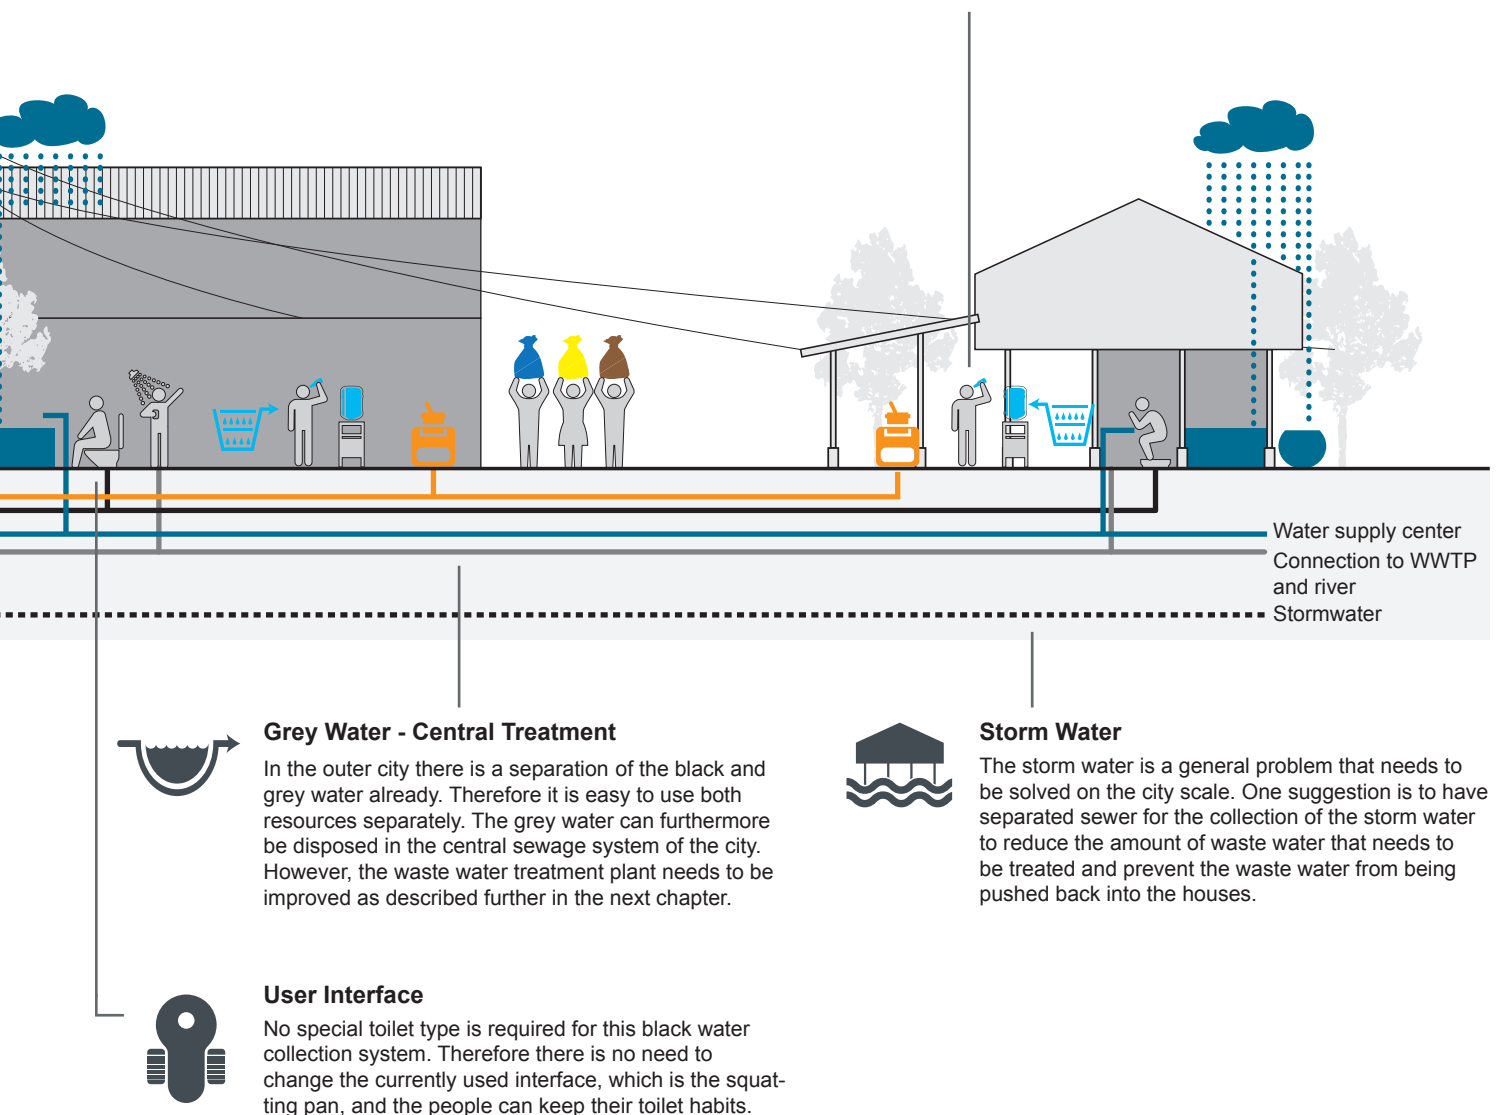 Water supply center
Connection to WWTP
and river
Stormwater
Grey Water - Central Treatment
In the outer city there is a separation of the black and
grey water already. Therefore it is easy to use both
resources separately. The grey water can furthermore
be disposed in the central sewage system of the city.
However, the waste water treatment plant needs to be
improved as described further in the next chapter.
Storm Water
The storm water is a general problem that needs to
be solved on the city scale. One suggestion is to have
separated sewer for the collection of the storm water
to reduce the amount of waste water that needs to
be treated and prevent the waste water from being
pushed back into the houses.
User Interface
No special toilet type is required for this black water
collection system. Therefore there is no need to
change the currently used interface, which is the squat-
ting pan, and the people can keep their toilet habits.